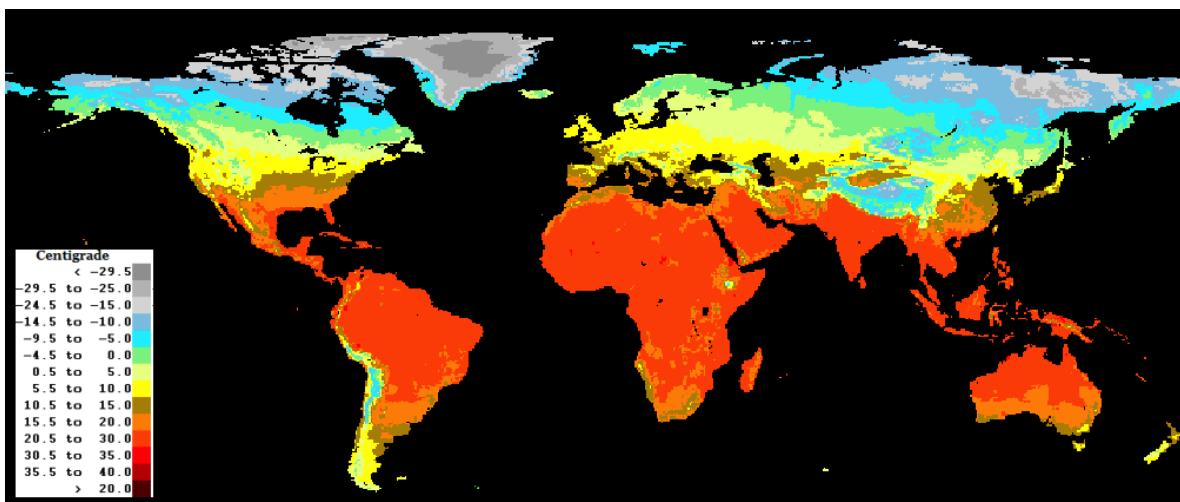 Centigrade
< -29.5
-29.5 to -25.0
-24.5 to -15.0
-14.5 to -10.0
-9.5 to -5.0
-4.5 to 0.0
0.5 to 5.0
5.5 to 10.0
10.5 to 15.0
15.5 to 20.0
20.5 to 30.0
30.5 to 35.0
35.5 to 40.0
> 20.0